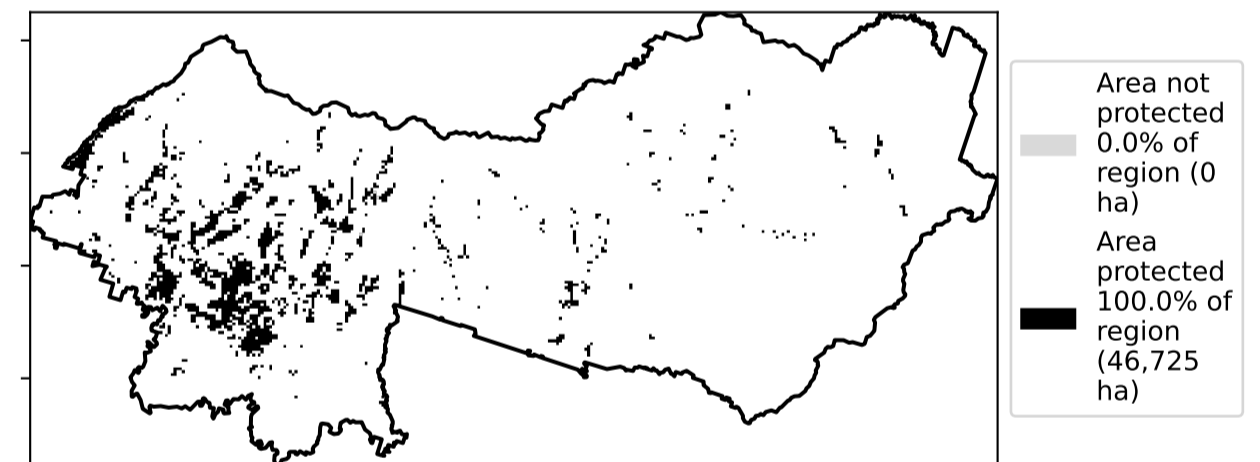 Area not
protected
0.0% of
region (0
ha)
Area
protected
100.0% of
region
(46,725
ha)